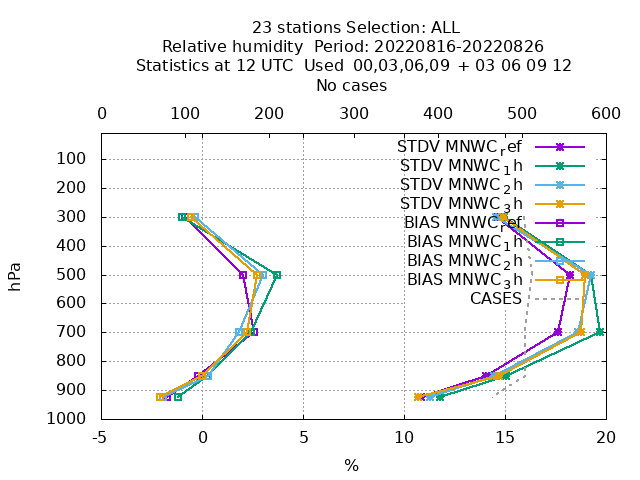 23 stations Selection: ALL
Relative humidity  Period: 20220816-20220826
Statistics at 12 UTC  Used  00,03,06,09 + 03 06 09 12
No cases
0 100 200 300 400 500 600
STDV MNWC_ref
STDV MNWC_1h
STDV MNWC_2h
STDV MNWC_3h
BIAS MNWC_ref
BIAS MNWC_1h
BIAS MNWC_2h
BIAS MNWC_3h
CASES
hPa
100
200
300
400
500
600
700
800
900
1000
-5 0 5 10 15 20
%